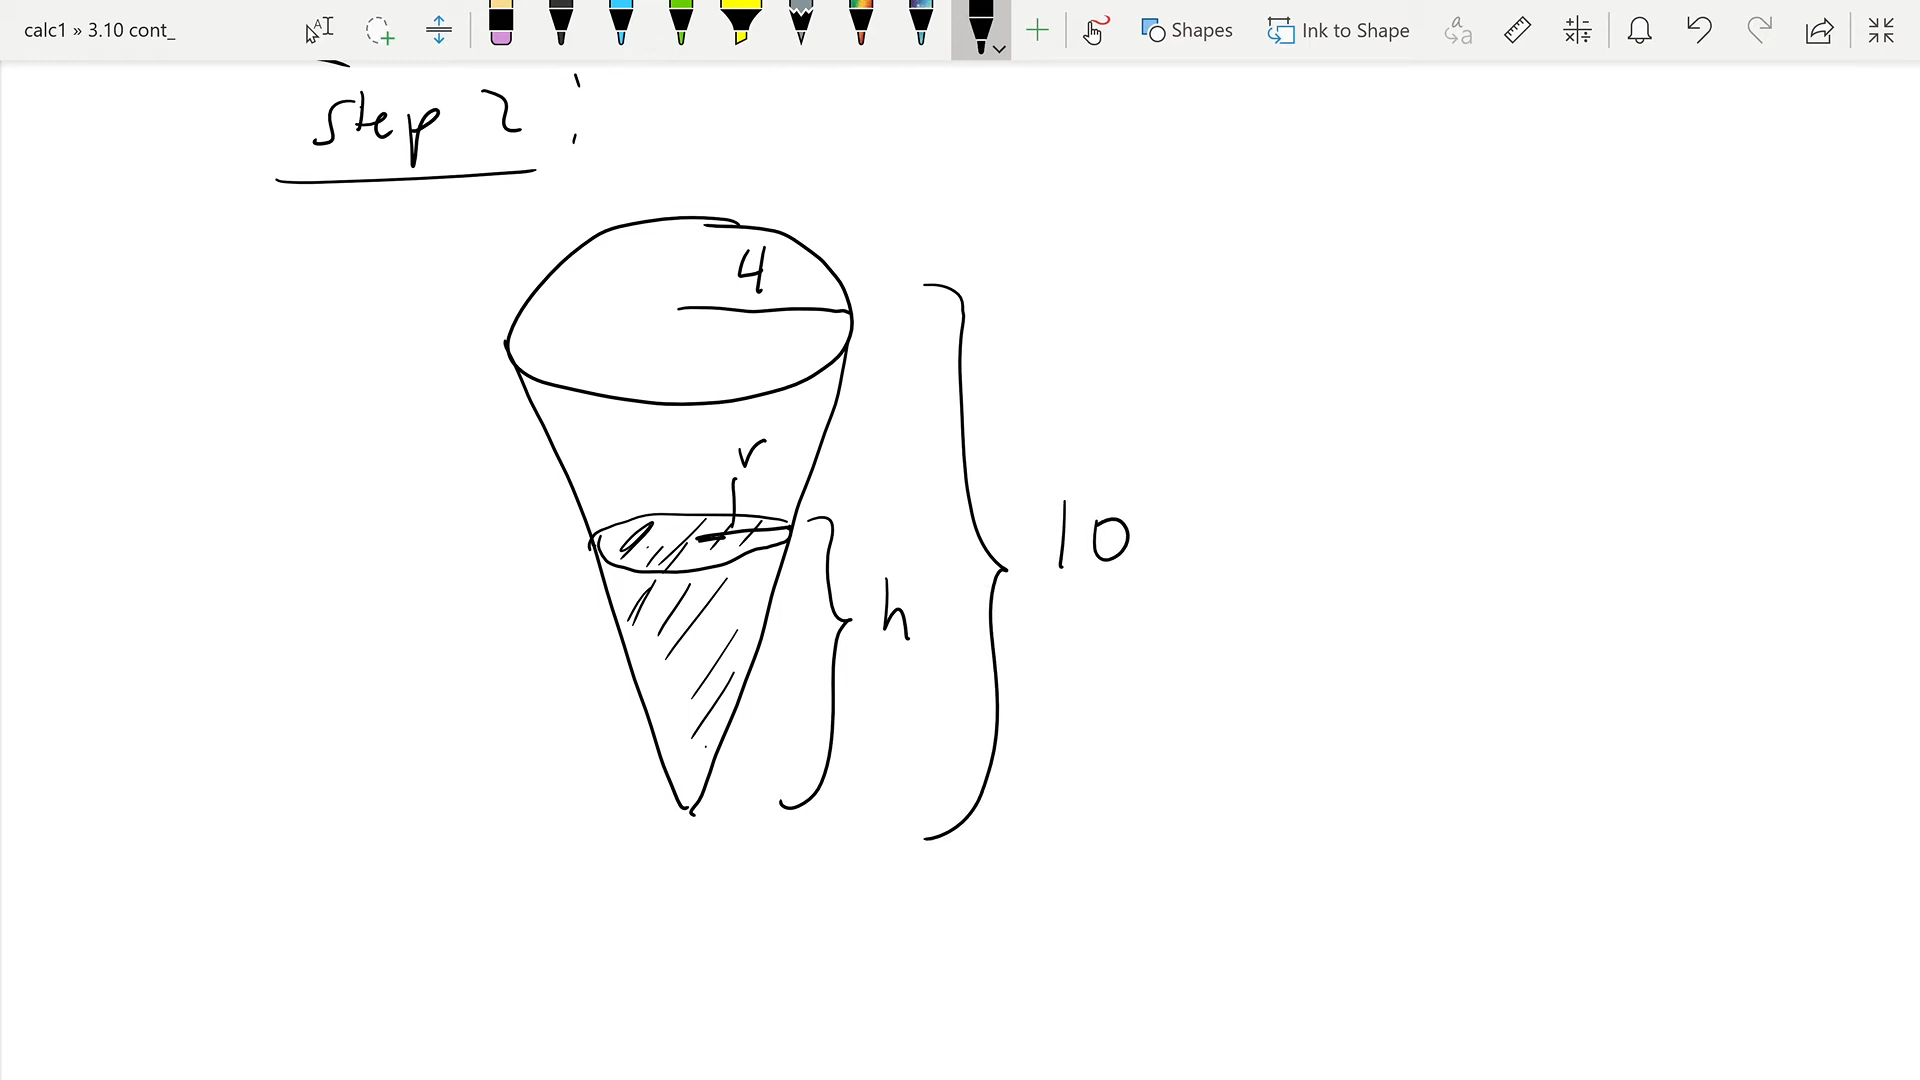 calc1 » 3.10 cont_
Shapes
Ink to Shape
Step 2 :
4
r
h
10